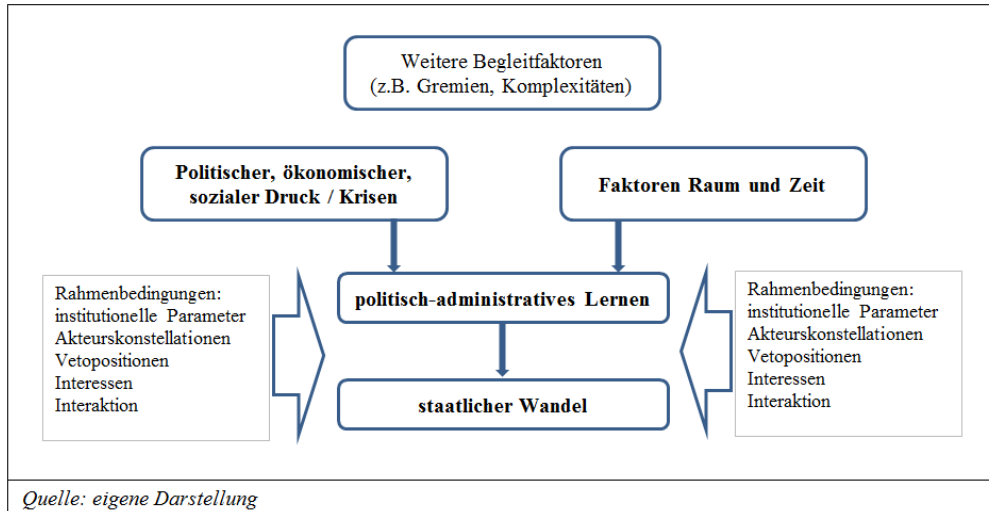 Weitere Begleitfaktoren
(z.B. Gremien, Komplexitäten)
Politischer, ökonomischer,
sozialer Druck / Krisen
Faktoren Raum und Zeit
politisch-administratives Lernen
Rahmenbedingungen:
institutionelle Parameter
Akteurskonstellationen
Vetopositionen
Interessen
Interaktion
Rahmenbedingungen:
institutionelle Parameter
Akteurskonstellationen
Vetopositionen
Interessen
Interaktion
staatlicher Wandel
Quelle: eigene Darstellung